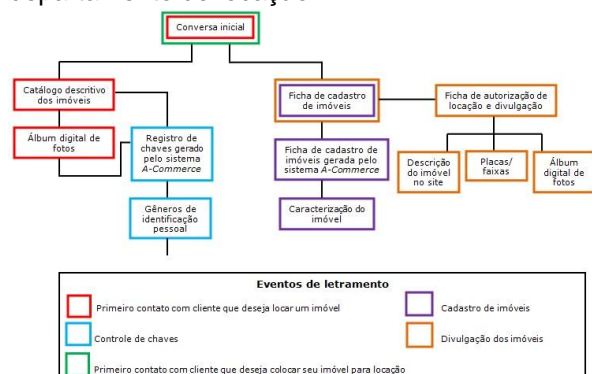 Conversa inicial
Catálogo descritivo
dos imóveis
Ficha de cadastro
de imóveis
Ficha de autorização de
locação e divulgação
Álbum digital de
fotos
Registro de
chaves gerado
pelo sistema
A-Commerce
Ficha de cadastro de
imóveis gerada pelo
sistema A-Commerce
Descrição
do imóvel
no site
Placas/
faixas
Álbum
digital de
fotos
Gêneros de
identificação
pessoal
Caracterização do
imóvel
Eventos de letramento
Primeiro contato com cliente que deseja locar um imóvel
Cadastro de imóveis
Controle de chaves
Divulgação dos imóveis
Primeiro contato com cliente que deseja colocar seu imóvel para locação